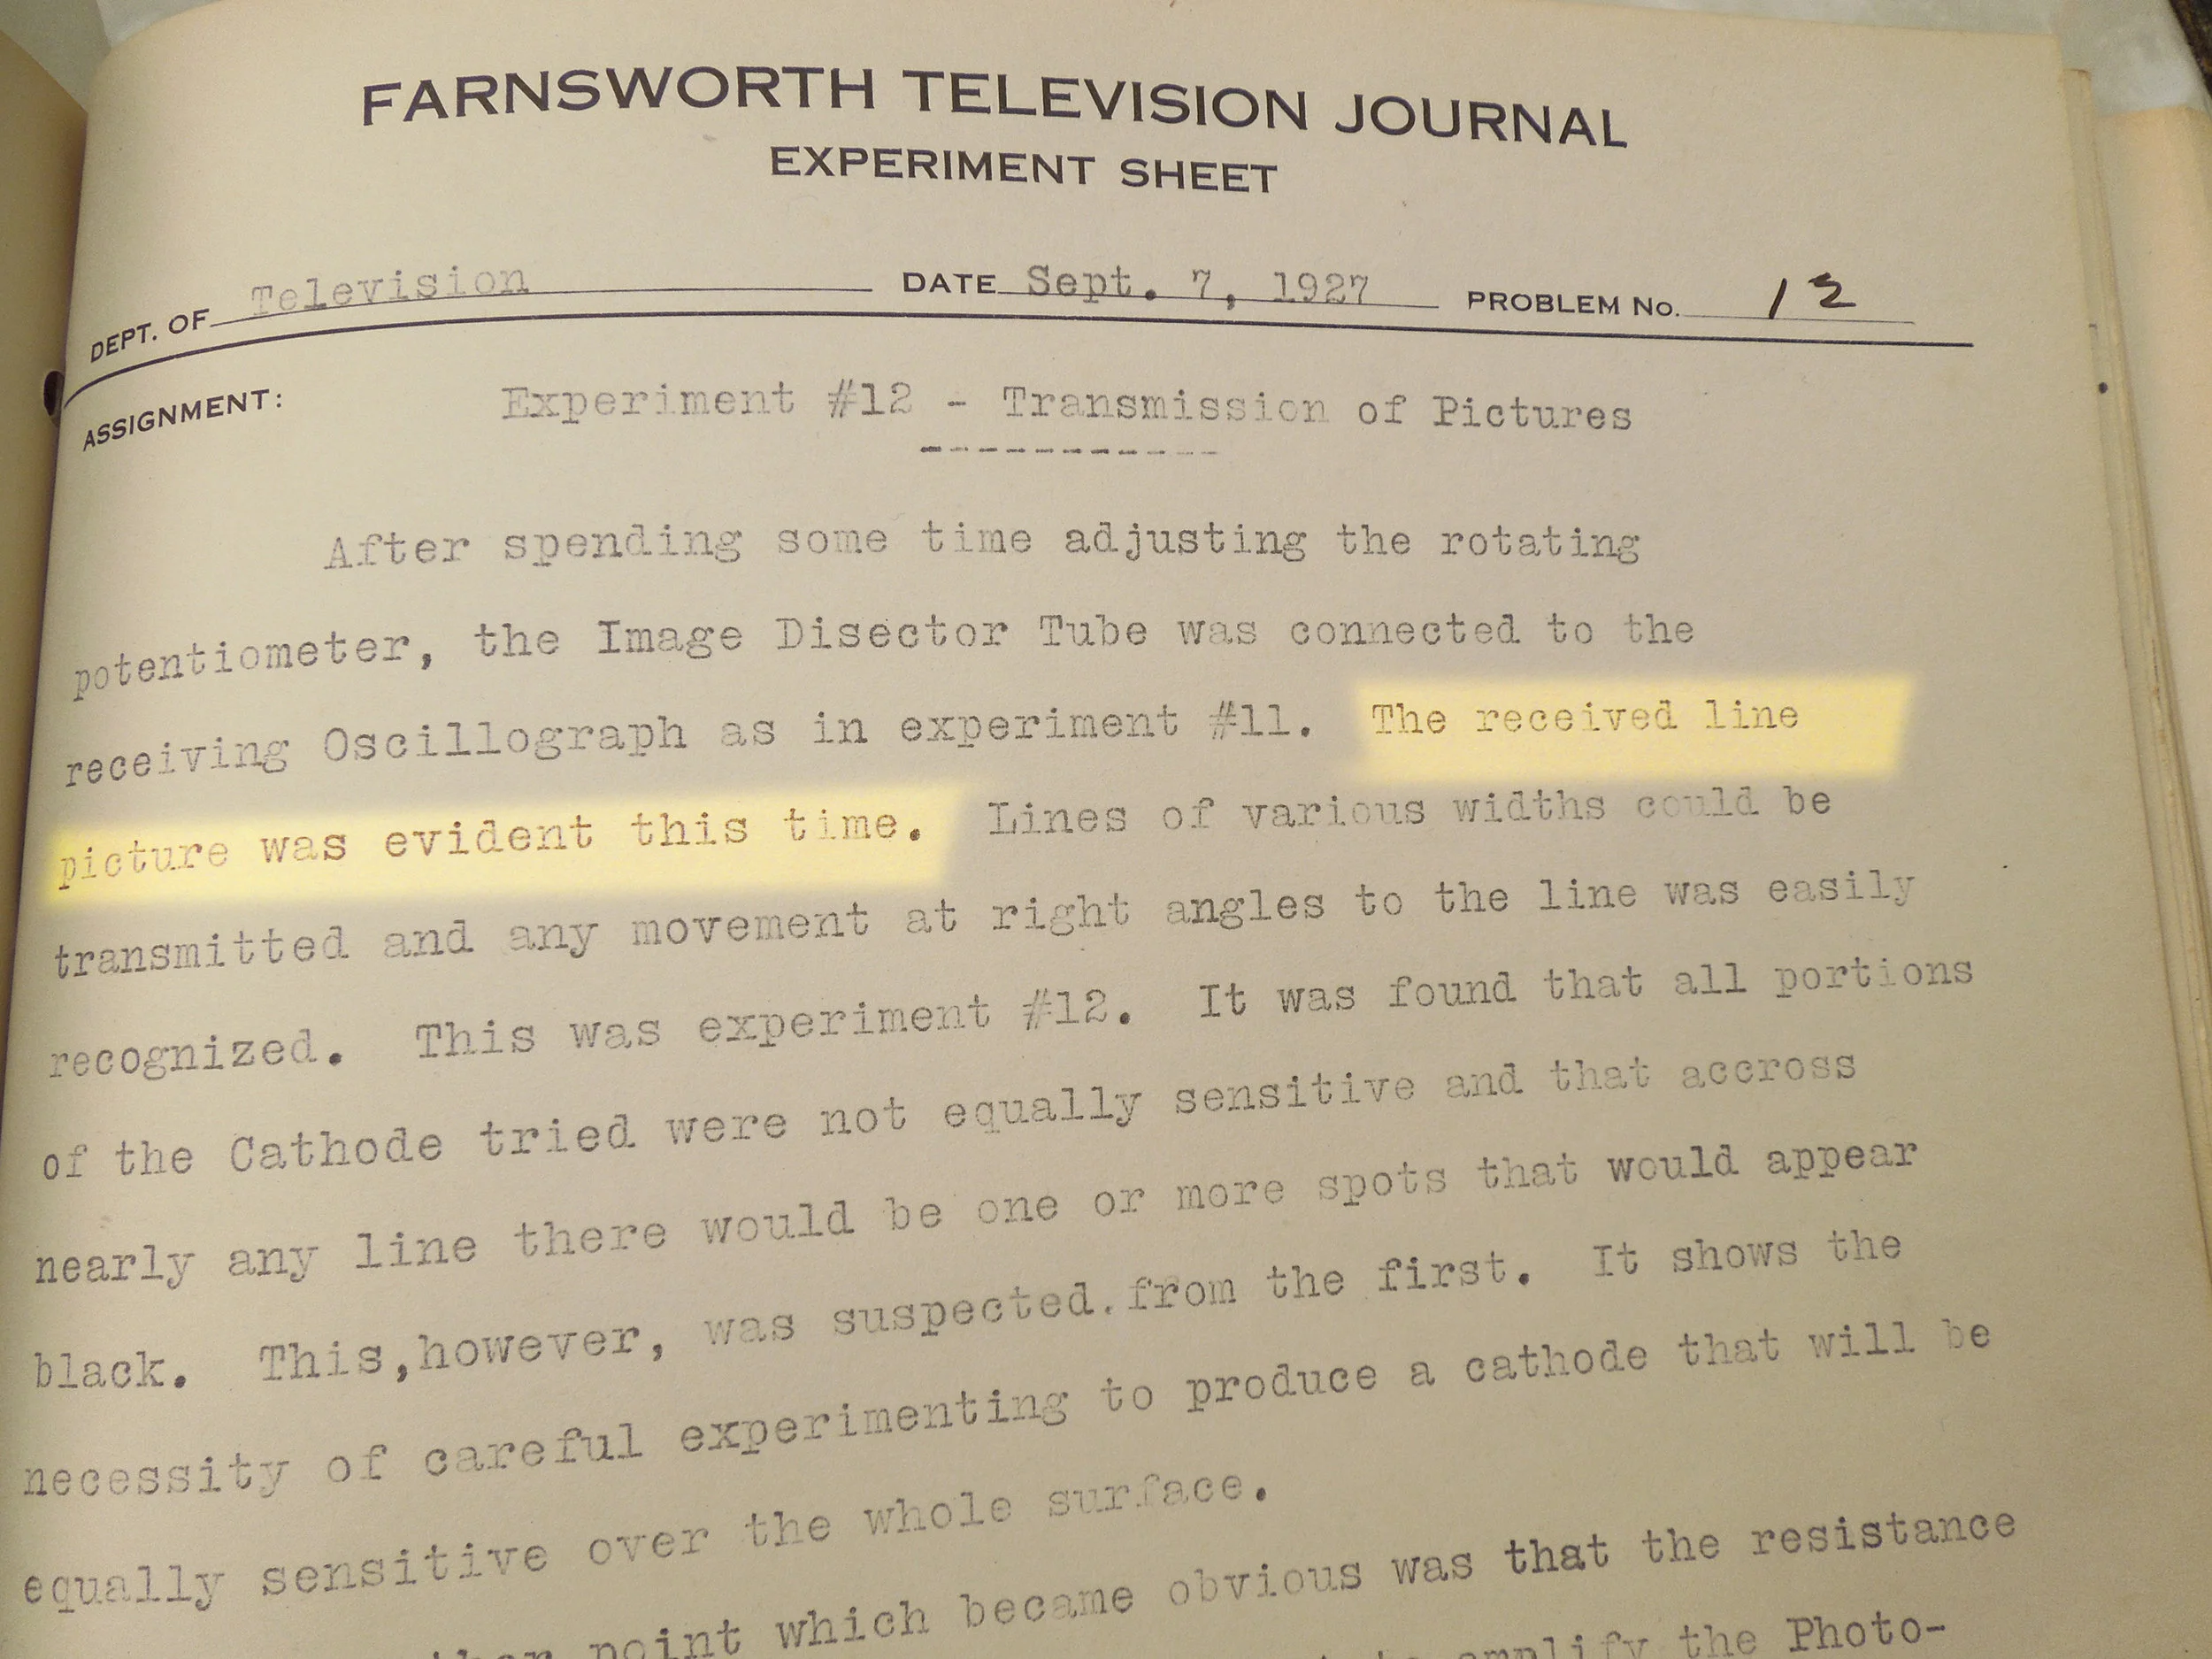 FARNSWORTH TELEVISION JOURNAL
EXPERIMENT SHEET
DEPT. OF Television DATE Sept. 7, 1927 PROBLEM No. 12
ASSIGNMENT: Experiment #12 - Transmission of Pictures
-----------
After spending some time adjusting the rotating
potentiometer, the Image Disector Tube was connected to the
receiving Oscillograph as in experiment #11. The received line
picture was evident this time. Lines of various widths could be
transmitted and any movement at right angles to the line was easily
recognized. This was experiment #12. It was found that all portions
of the Cathode tried were not equally sensitive and that accross
nearly any line there would be one or more spots that would appear
black. This,however, was suspected.from the first. It shows the
necessity of careful experimenting to produce a cathode that will be
equally sensitive over the whole surface.
point which became obvious was that the resistance
amplify the Photo-